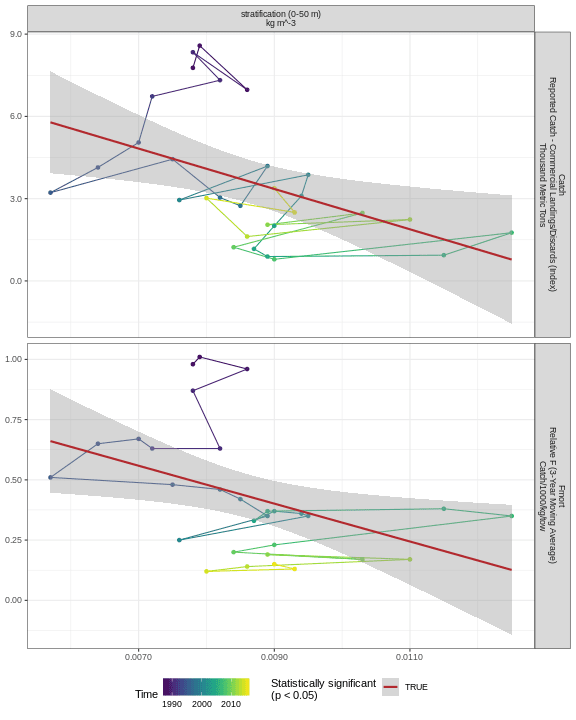 stratification (0-50 m)
kg m^-3
9.0
6.0
3.0
0.0
Catch
Reported Catch - Commercial Landings/Disoards (Index)
Thousand Metric Tons
1.00
0.75
0.50
0.25
0.00
Fmort
Relative F (3-Year Moving Average)
Catch/1000/kg/tow
0.0070
0.0090
0.0110
Time
1990
2000
2010
Statistically significant
(p < 0.05)
TRUE